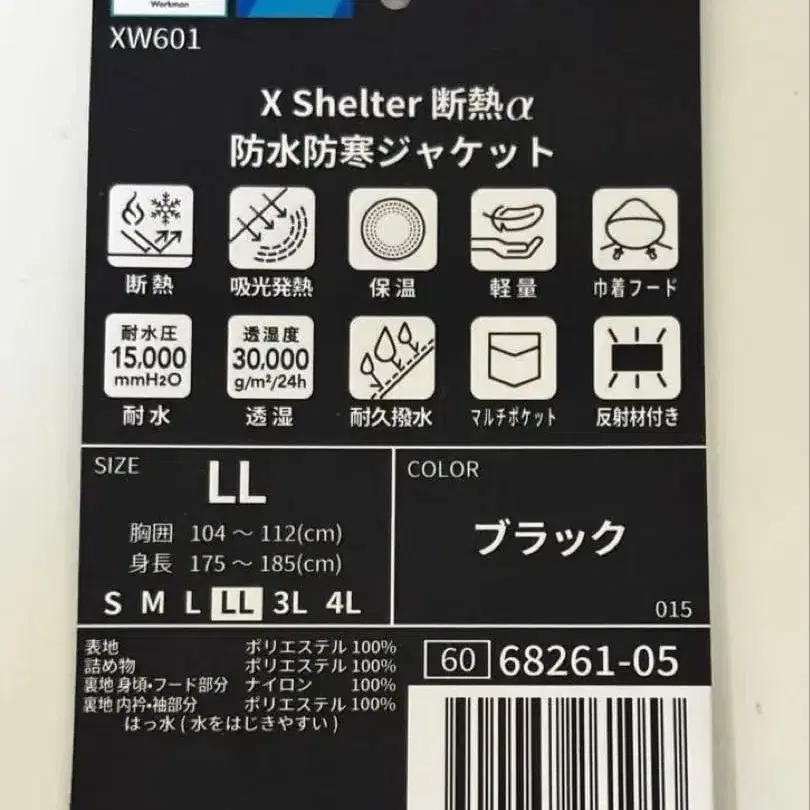 Workman
XW601
X Shelter 断熱α
防水防寒ジャケット
断熱 吸光発熱 保温 軽量 巾着フード
耐水圧 15,000 mmH2O
透湿度 30,000 g/m²/24h
耐水 透湿 耐久撥水 マルチポケット 反射材付き
SIZE
LL
胸囲 104～112(cm)
身長 175～185(cm)
S M L LL 3L 4L
COLOR
ブラック
015
表地 ポリエステル 100%
詰め物 ポリエステル 100%
裏地 身頃・フード部分 ナイロン 100%
裏地 内衿・袖部分 ポリエステル 100%
はっ水(水をはじきやすい)
60 68261-05